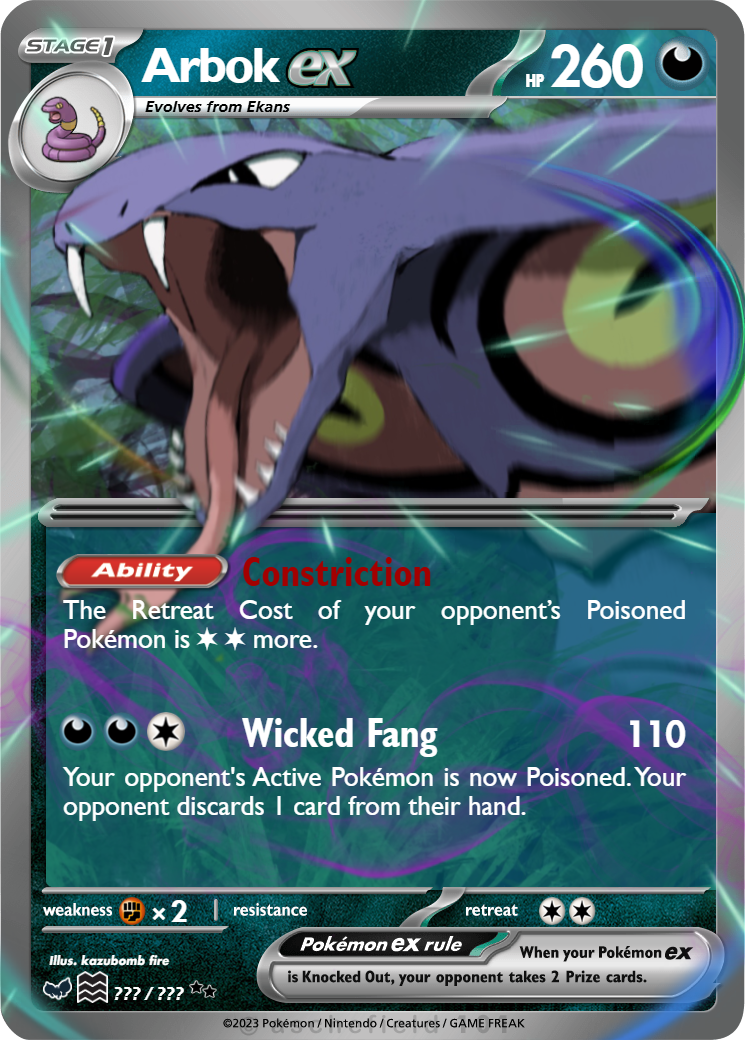 STAGE1
Arbok ex
HP 260
Evolves from Ekans
Ability Constriction
The Retreat Cost of your opponent's Poisoned
Pokémon is more.
Wicked Fang 110
Your opponent's Active Pokémon is now Poisoned. Your
opponent discards 1 card from their hand.
weakness ×2 resistance retreat
Pokémon ex rule
When your Pokémon ex
is Knocked Out, your opponent takes 2 Prize cards.
Illus. kazubomb fire
??? / ???
©2023 Pokémon / Nintendo / Creatures / GAME FREAK